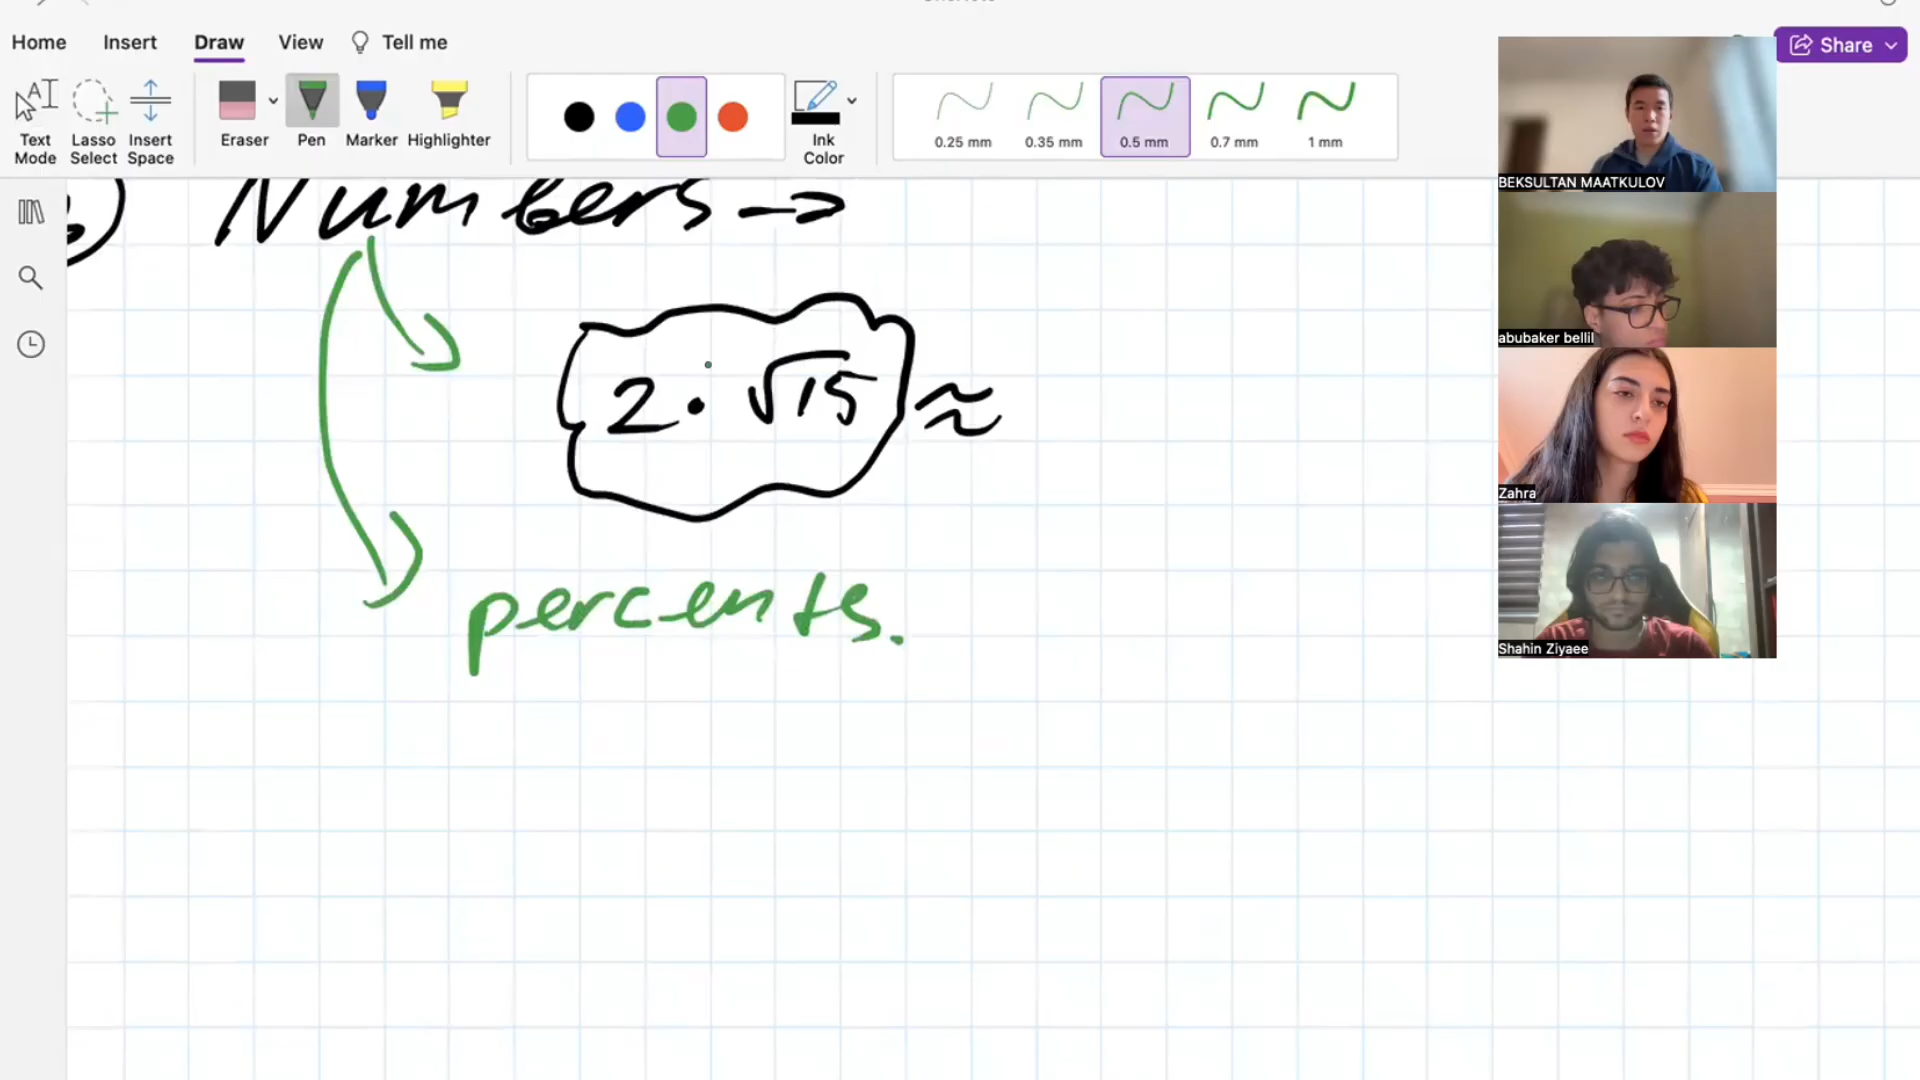 Home Insert Draw View Tell me
Share
Text Mode
Lasso Select
Insert Space
Eraser
Pen
Marker
Highlighter
Ink Color
0.25 mm
0.35 mm
0.5 mm
0.7 mm
1 mm
BEKSULTAN MAATKULOV
Numbers →
abubaker bellil
2 · √15 ≈
Zahra
percents.
Shahin Ziyaee